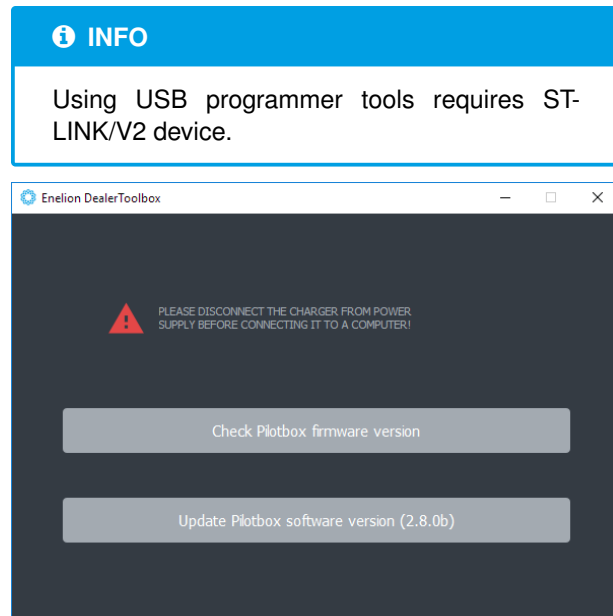 INFO
Using USB programmer tools requires ST-
LINK/V2 device.
Enelion DealerToolbox
PLEASE DISCONNECT THE CHARGER FROM POWER
SUPPLY BEFORE CONNECTING IT TO A COMPUTER!
Check Pilotbox firmware version
Update Pilotbox software version (2.8.0b)